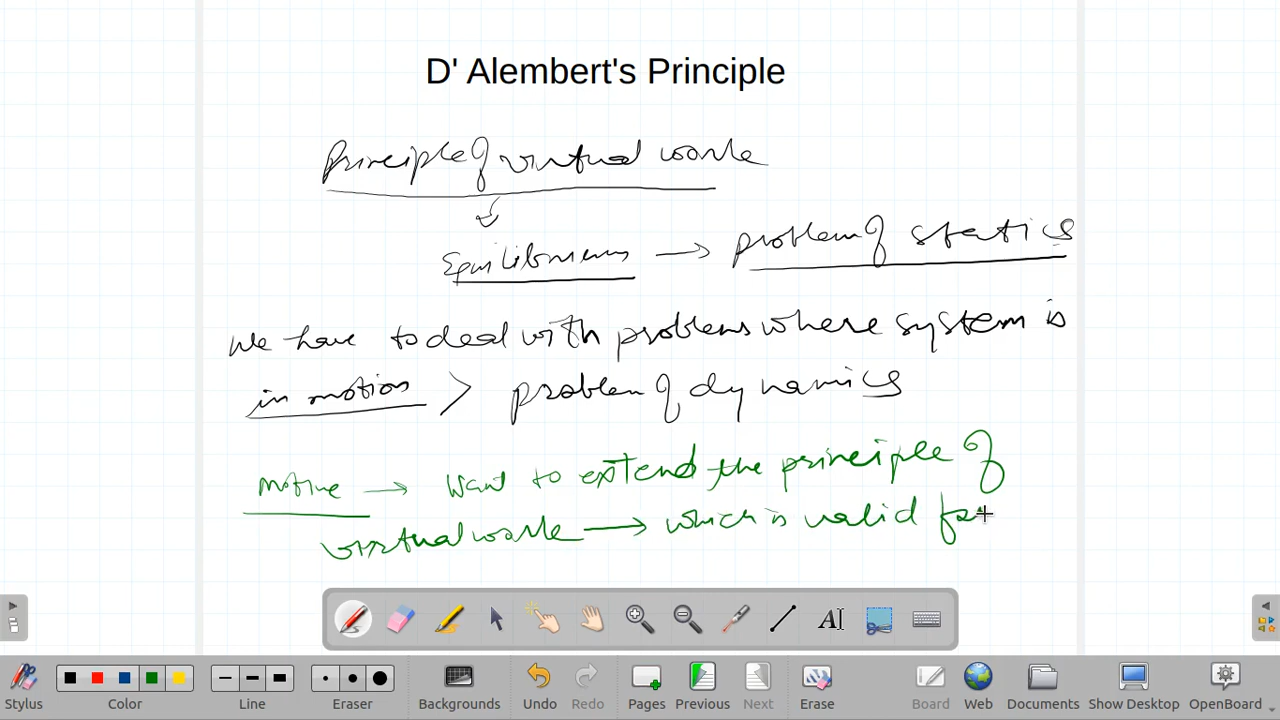 D' Alembert's Principle
Principle of virtual work
Equilibrium → problem of statics
We have to deal with problems where system is
in motion > problem of dynamics
Motive → Want to extend the principle of
virtual work → which is valid for
AI
Stylus
Color
Line
Eraser
Backgrounds
Undo
Redo
Pages
Previous
Next
Erase
Board
Web
Documents
Show Desktop
OpenBoard